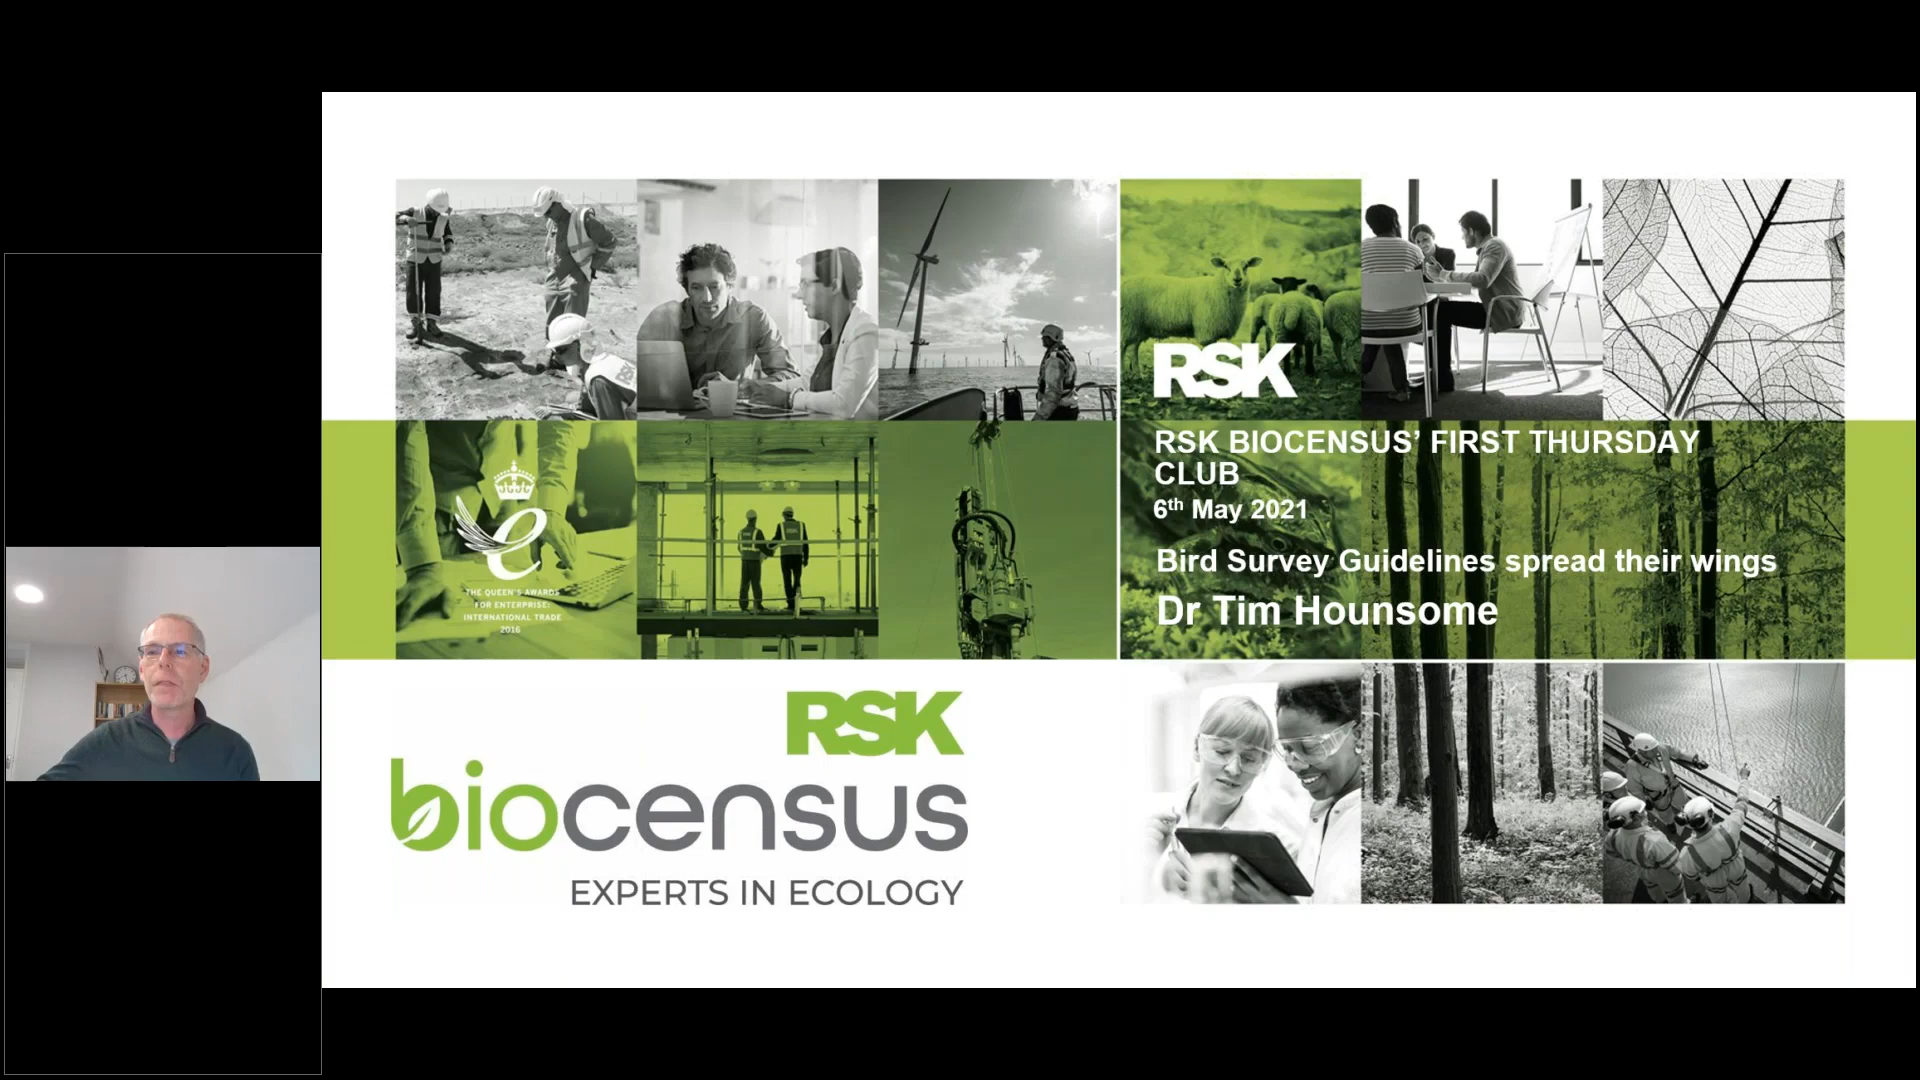 RSK
RSK BIOCENSUS’ FIRST THURSDAY
CLUB
6th May 2021
Bird Survey Guidelines spread their wings
Dr Tim Hounsome
e
THE QUEEN'S AWARDS
FOR ENTERPRISE:
INTERNATIONAL TRADE
2016
RSK
biocensus
EXPERTS IN ECOLOGY